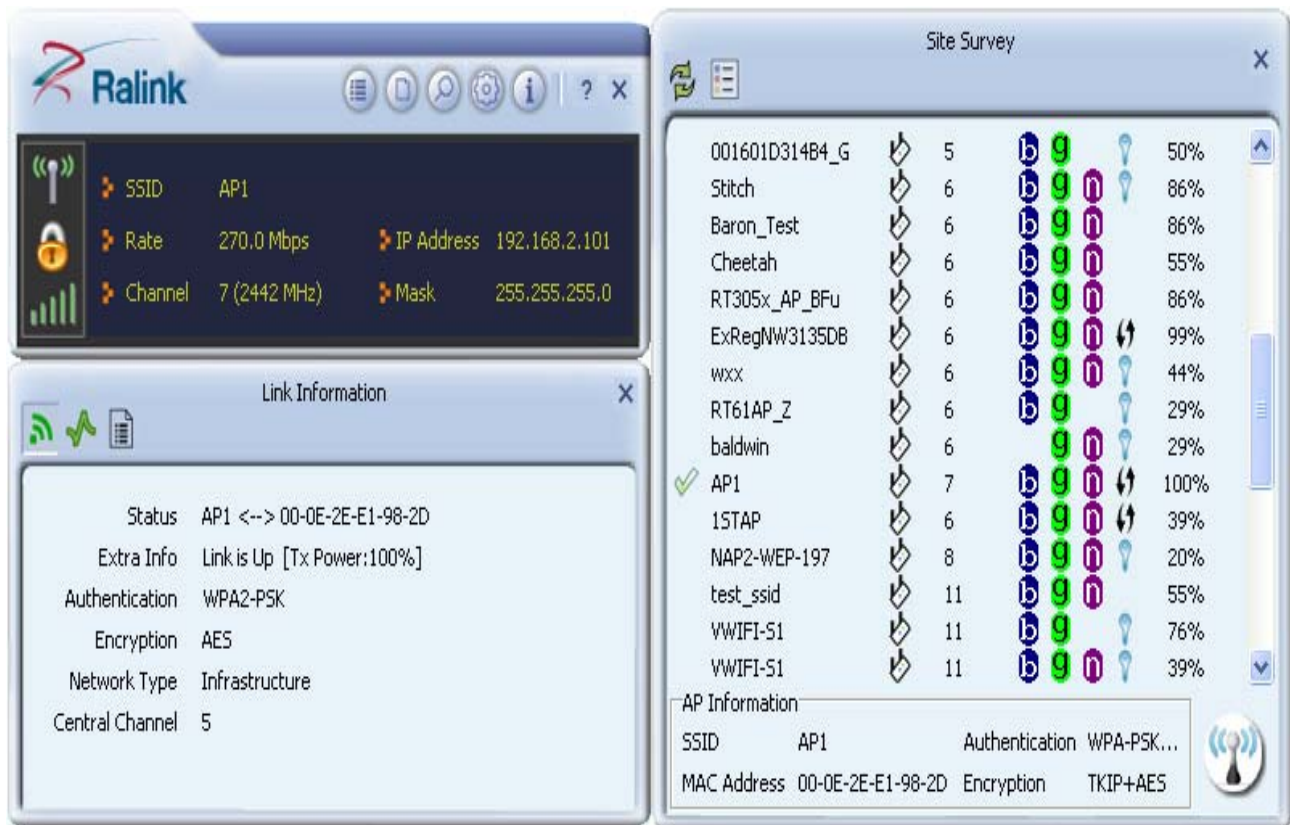 Ralink
? ×
SSID AP1
Rate 270.0 Mbps IP Address 192.168.2.101
Channel 7 (2442 MHz) Mask 255.255.255.0
Link Information ×
Status AP1 <--> 00-0E-2E-E1-98-2D
Extra Info Link is Up [Tx Power:100%]
Authentication WPA2-PSK
Encryption AES
Network Type Infrastructure
Central Channel 5
Site Survey ×
001601D314B4_G 5 b g 50%
Stitch 6 b g n 86%
Baron_Test 6 b g n 86%
Cheetah 6 b g n 55%
RT305x_AP_BFu 6 b g n 86%
ExRegNW3135DB 6 b g n 99%
wxx 6 b g n 44%
RT61AP_Z 6 b g 29%
baldwin 6 g n 29%
AP1 7 b g n 100%
1STAP 6 b g n 39%
NAP2-WEP-197 8 b g n 20%
test_ssid 11 b g n 55%
VWIFI-S1 11 b g 76%
VWIFI-S1 11 b g n 39%
AP Information
SSID AP1 Authentication WPA-PSK...
MAC Address 00-0E-2E-E1-98-2D Encryption TKIP+AES